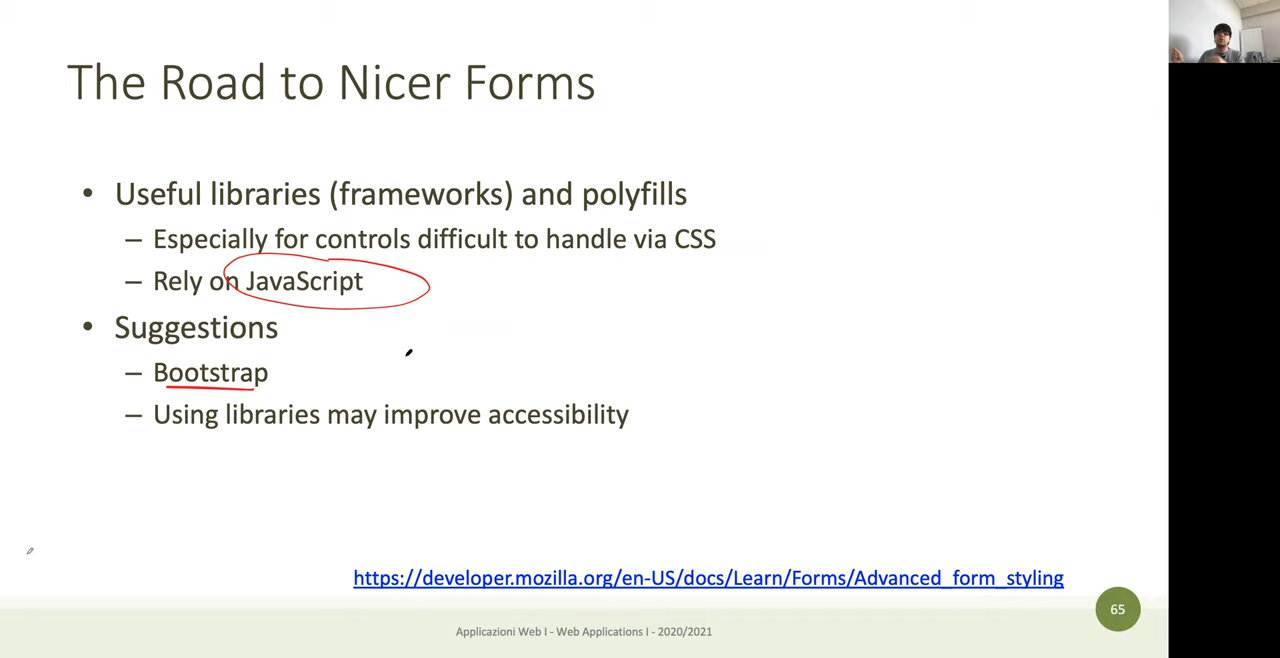 The Road to Nicer Forms
• Useful libraries (frameworks) and polyfills
– Especially for controls difficult to handle via CSS
– Rely on JavaScript
• Suggestions
– Bootstrap
– Using libraries may improve accessibility
https://developer.mozilla.org/en-US/docs/Learn/Forms/Advanced_form_styling
65
Applicazioni Web I - Web Applications I - 2020/2021